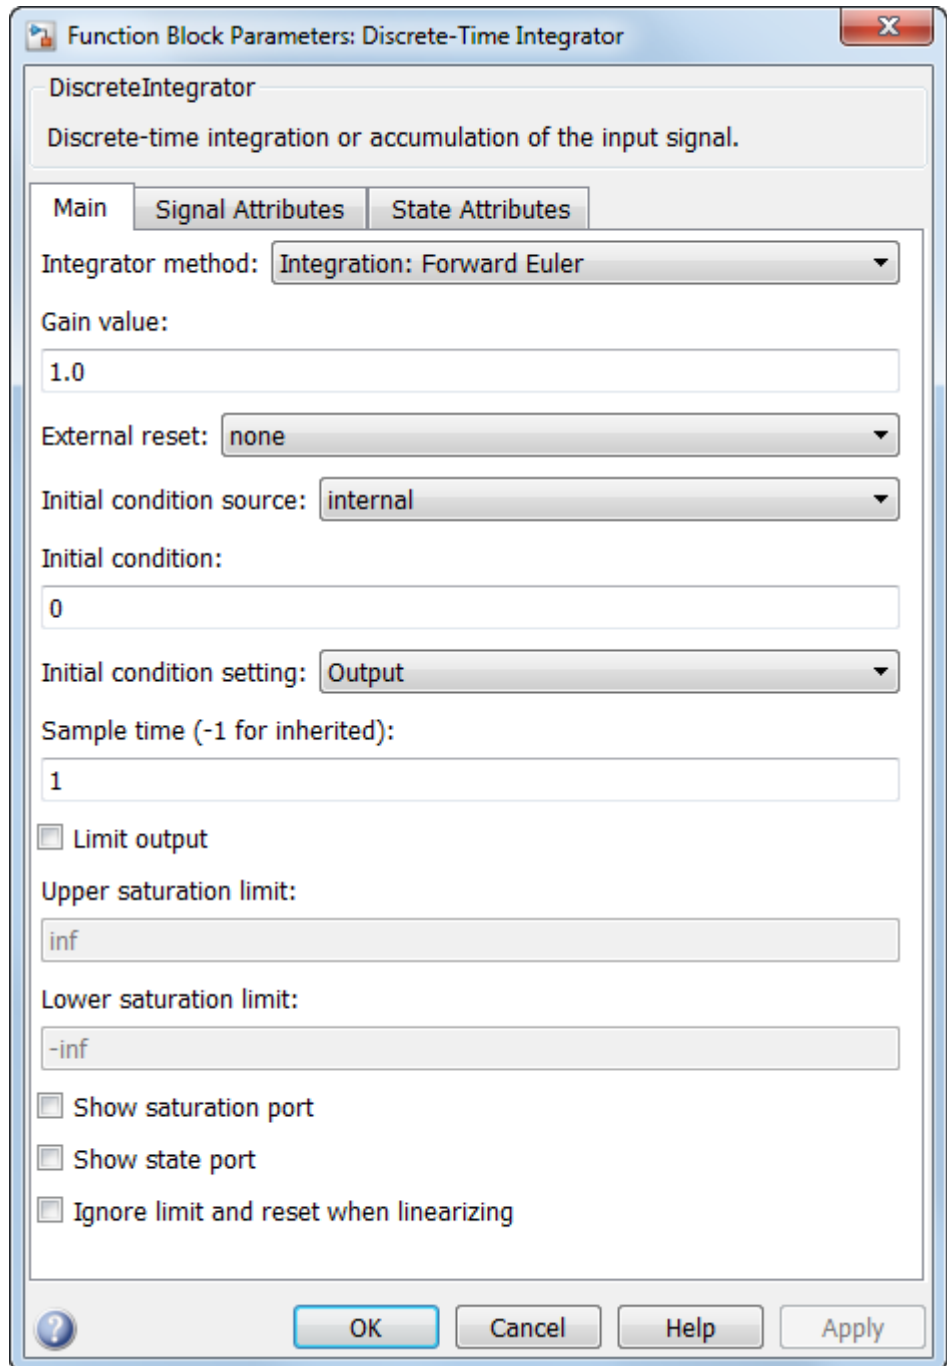 Function Block Parameters: Discrete-Time Integrator
DiscreteIntegrator
Discrete-time integration or accumulation of the input signal.
Main Signal Attributes State Attributes
Integrator method: Integration: Forward Euler
Gain value:
1.0
External reset: none
Initial condition source: internal
Initial condition:
0
Initial condition setting: Output
Sample time (-1 for inherited):
1
Limit output
Upper saturation limit:
inf
Lower saturation limit:
-inf
Show saturation port
Show state port
Ignore limit and reset when linearizing
? OK Cancel Help Apply